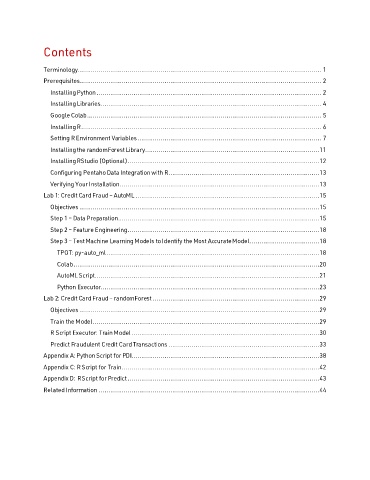 Contents
Terminology 1
Prerequisites 2
Installing Python 2
Installing Libraries 4
Google Colab 5
Installing R 6
Setting R Environment Variables 7
Installing the randomForest Library 11
Installing RStudio (Optional) 12
Configuring Pentaho Data Integration with R 13
Verifying Your Installation 13
Lab 1: Credit Card Fraud – AutoML 15
Objectives 15
Step 1 – Data Preparation 15
Step 2 – Feature Engineering 18
Step 3 – Test Machine Learning Models to Identify the Most Accurate Model 18
TPOT: py-auto_ml 18
Colab 20
AutoML Script 21
Python Executor 23
Lab 2: Credit Card Fraud – randomForest 29
Objectives 29
Train the Model 29
R Script Executor: Train Model 30
Predict Fraudulent Credit Card Transactions 33
Appendix A: Python Script for PDI 38
Appendix C: R Script for Train 42
Appendix D: R Script for Predict 43
Related Information 44